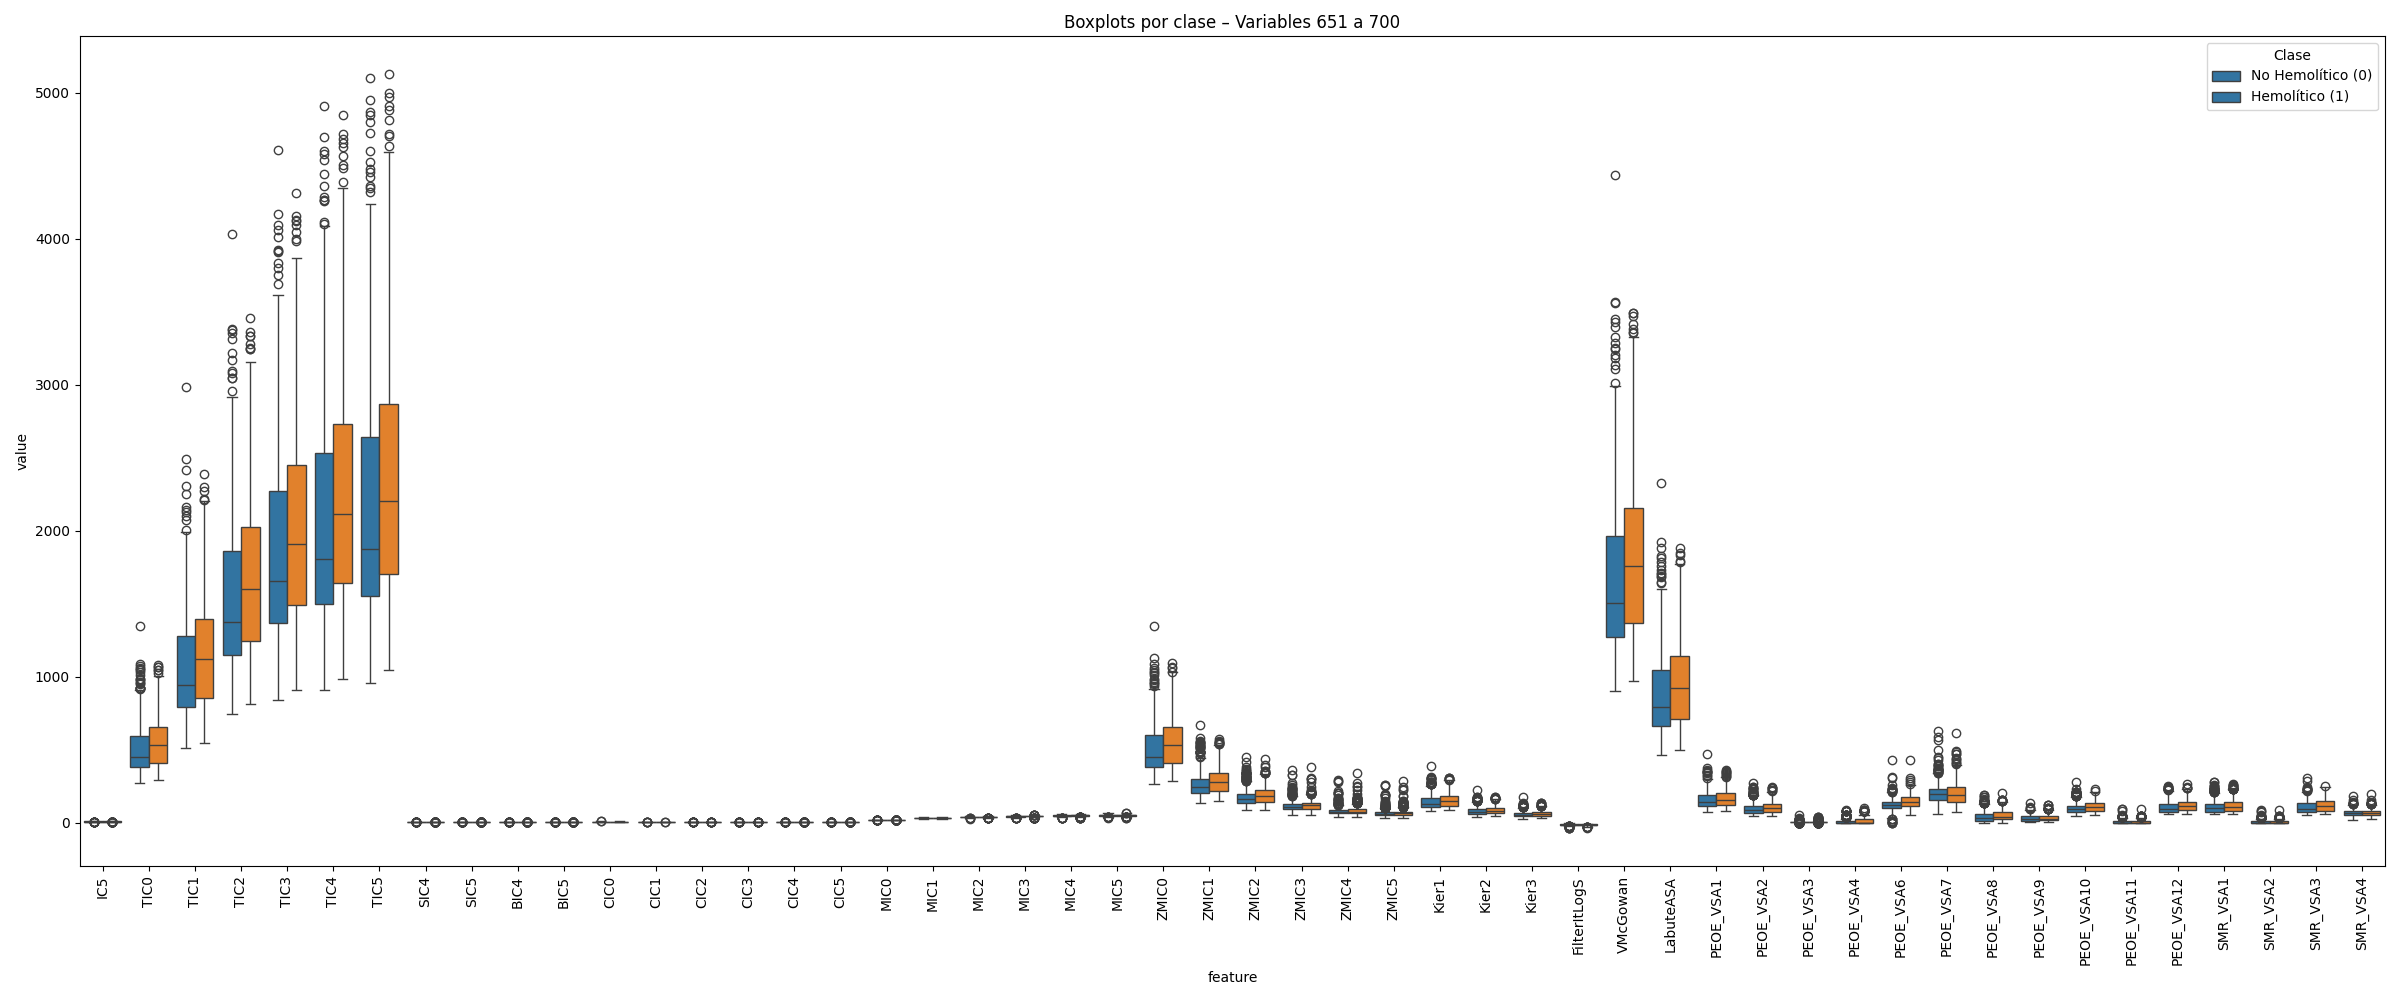 Boxplots por clase – Variables 651 a 700
Clase
No Hemolítico (0)
Hemolítico (1)
value
5000
4000
3000
2000
1000
0
IC5
TIC0
TIC1
TIC2
TIC3
TIC4
TIC5
SIC4
SIC5
BIC4
BIC5
CIC0
CIC1
CIC2
CIC3
CIC4
CIC5
MIC0
MIC1
MIC2
MIC3
MIC4
MIC5
ZMIC0
ZMIC1
ZMIC2
ZMIC3
ZMIC4
ZMIC5
Kier1
Kier2
Kier3
FilterItLogS
VMcGowan
LabuteASA
PEOE_VSA1
PEOE_VSA2
PEOE_VSA3
PEOE_VSA4
PEOE_VSA6
PEOE_VSA7
PEOE_VSA8
PEOE_VSA9
PEOE_VSA10
PEOE_VSA11
PEOE_VSA12
SMR_VSA1
SMR_VSA2
SMR_VSA3
SMR_VSA4
feature